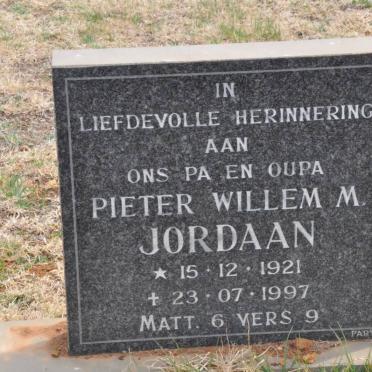 IN
LIEFDEVOLLE HERINNERING
AAN
ONS PA EN OUPA
PIETER WILLEM M.
JORDAAN
★ 15 · 12 · 1921
✝ 23 · 07 · 1997
MATT. 6 VERS 9